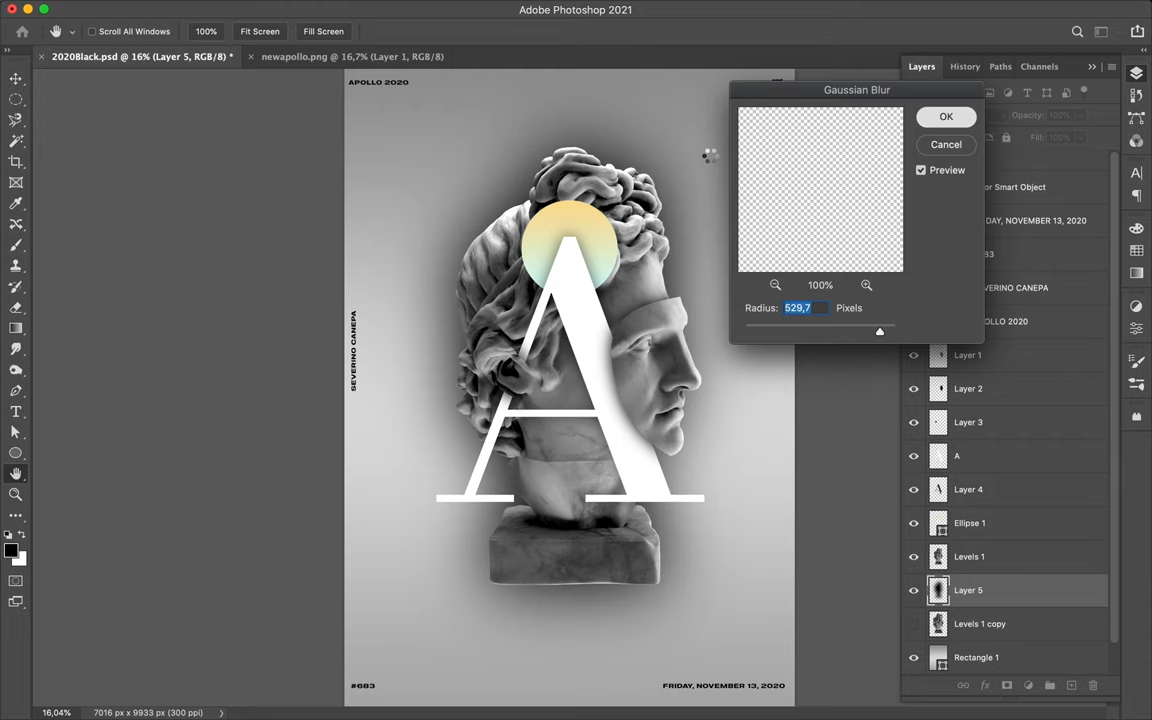 Adobe Photoshop 2021
Scroll All Windows
100%
Fit Screen
Fill Screen
2020Black.psd @ 16% (Layer 5, RGB/8) *
newapollo.png @ 16,7% (Layer 1, RGB/8)
Layers
History
Paths
Channels
APOLLO 2020
Gaussian Blur
OK
Cancel
Preview
100%
Radius: 529,7 Pixels
Opacity: 100%
Fill: 100%
or Smart Object
DAY, NOVEMBER 13, 2020
83
EVERINO CANEPA
OLLO 2020
Layer 1
Layer 2
Layer 3
A
Layer 4
Ellipse 1
Levels 1
Layer 5
Levels 1 copy
Rectangle 1
fx
SEVERINO CANEPA
A
#683
FRIDAY, NOVEMBER 13, 2020
16,04%
7016 px x 9933 px (300 ppi)